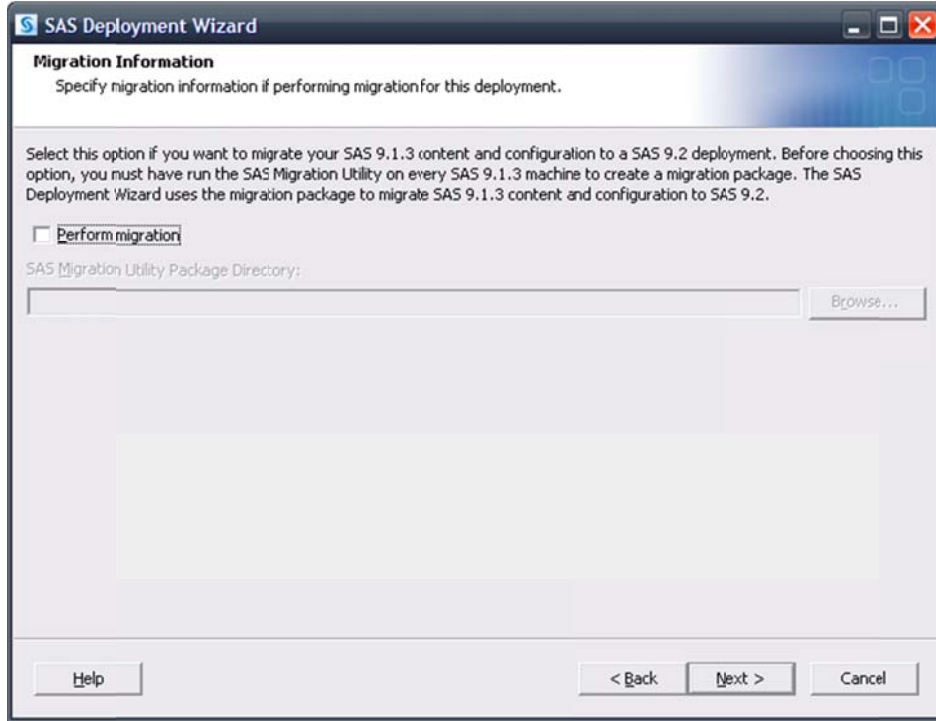 SAS Deployment Wizard
Migration Information
Specify migration information if performing migration for this deployment.
Select this option if you want to migrate your SAS 9.1.3 content and configuration to a SAS 9.2 deployment. Before choosing this
option, you must have run the SAS Migration Utility on every SAS 9.1.3 machine to create a migration package. The SAS
Deployment Wizard uses the migration package to migrate SAS 9.1.3 content and configuration to SAS 9.2.
Perform migration
SAS Migration Utility Package Directory:
Browse...
Help
< Back
Next >
Cancel